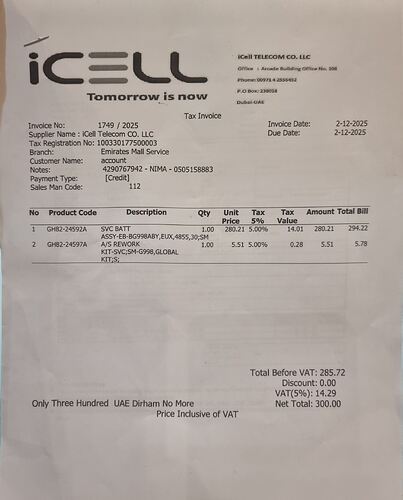 iCELL
Tomorrow is now
iCell TELECOM CO. LLC
Office : Arcade Building Office No. 108
Phone: 00971 4 2555452
P.O Box: 238058
Dubai-UAE
Tax Invoice
Invoice No: 1749 / 2025 Invoice Date: 2-12-2025
Supplier Name : iCell Telecom CO. LLC Due Date: 2-12-2025
Tax Registration No: 100330177500003
Branch: Emirates Mall Service
Customer Name: account
Notes: 4290767942 - NIMA - 0505158883
Payment Type: [Credit]
Sales Man Code: 112
No Product Code Description Qty Unit Price Tax 5% Tax Value Amount Total Bill
1 GH82-24592A SVC BATT 1.00 280.21 5.00% 14.01 280.21 294.22
ASSY-EB-BG998ABY,EUX,4855,30;SM
2 GH82-24597A A/S REWORK 1.00 5.51 5.00% 0.28 5.51 5.78
KIT-SVC;SM-G998,GLOBAL
KIT;S;
Total Before VAT: 285.72
Discount: 0.00
VAT(5%): 14.29
Only Three Hundred UAE Dirham No More Net Total: 300.00
Price Inclusive of VAT